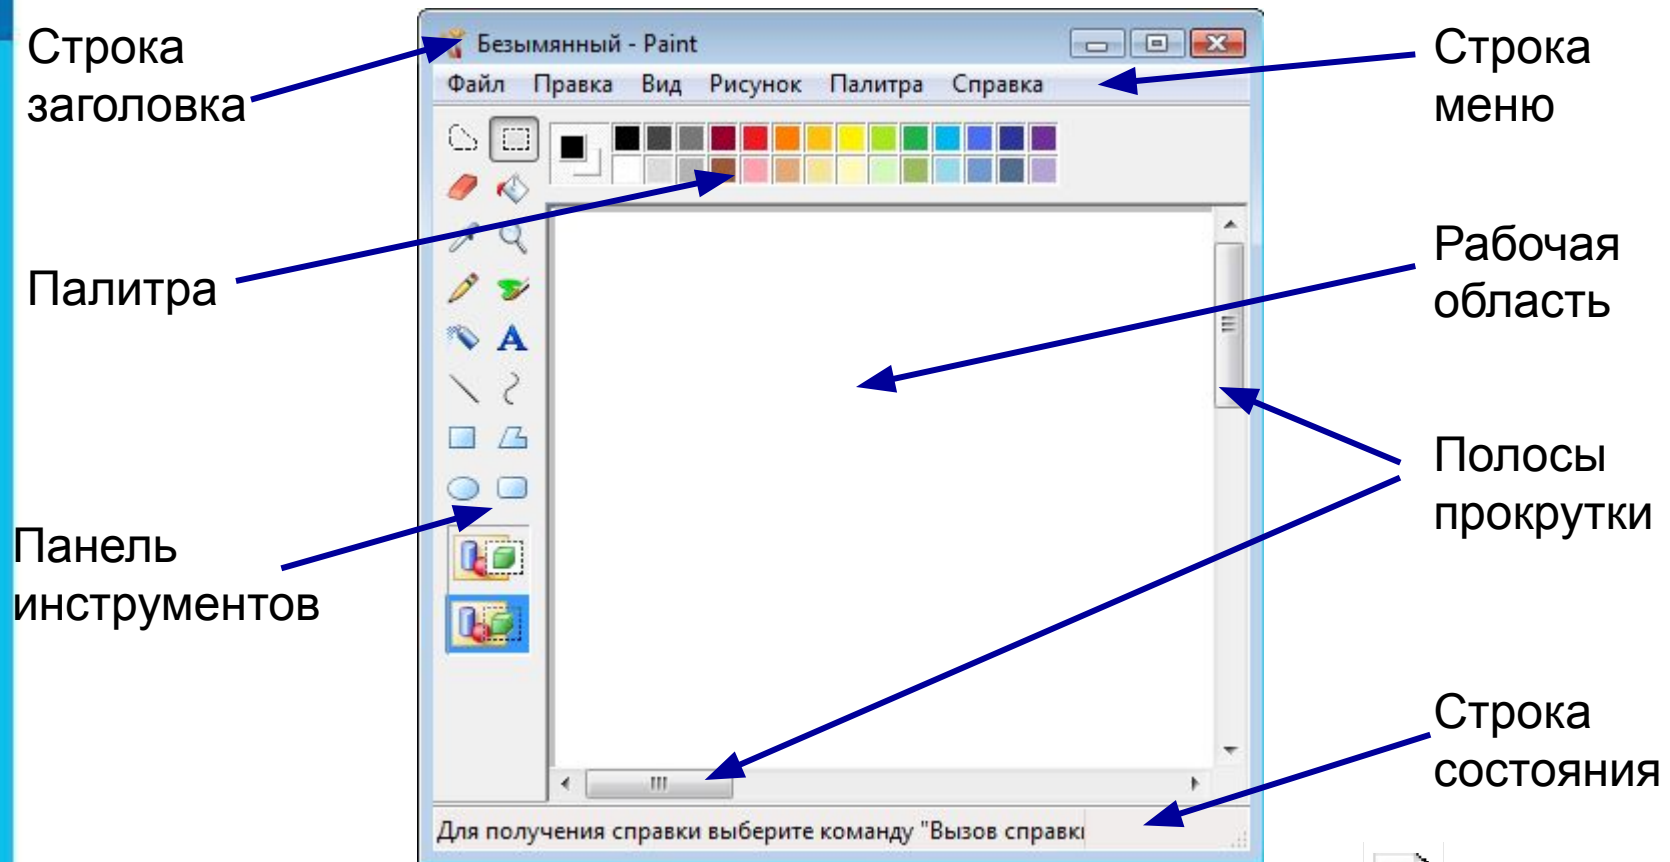 Строка
заголовка
Безымянный - Paint
Файл Правка Вид Рисунок Палитра Справка
Строка
меню
Палитра
Рабочая
область
A
Полосы
прокрутки
Панель
инструментов
Строка
состояния
Для получения справки выберите команду "Вызов справки